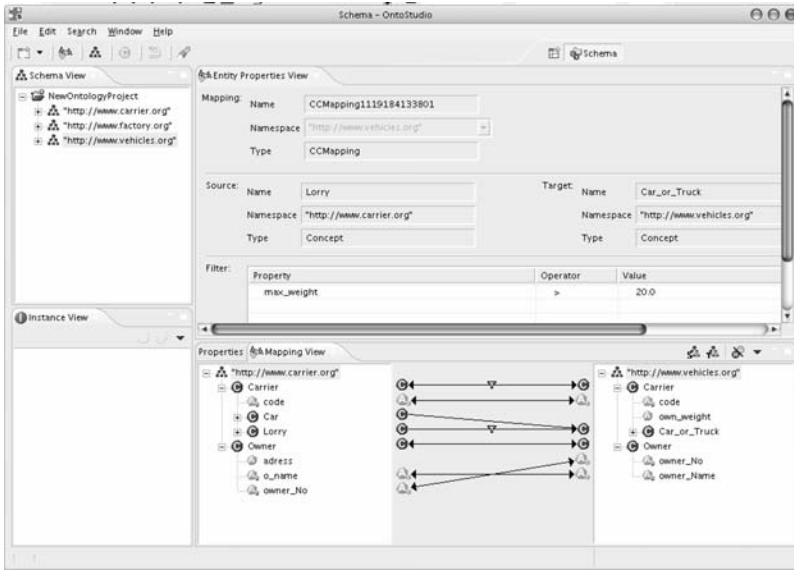 Schema - OntoStudio
File Edit Search Window Help
Schema
Schema View
NewOntologyProject
"http://www.carrier.org"
"http://www.factory.org"
"http://www.vehicles.org"
Instance View
Entity Properties View
Mapping:
Name CCMapping1119184133801
Namespace "http://www.vehicles.org"
Type CCMapping
Source: Target:
Name Lorry Name Car_or_Truck
Namespace "http://www.carrier.org" Namespace "http://www.vehicles.org"
Type Concept Type Concept
Filter:
Property Operator Value
max_weight > 20.0
Properties Mapping View
"http://www.carrier.org"
Carrier
code
Car
Lorry
Owner
adress
o_name
owner_No
"http://www.vehicles.org"
Carrier
code
own_weight
Car_or_Truck
Owner
owner_No
owner_Name